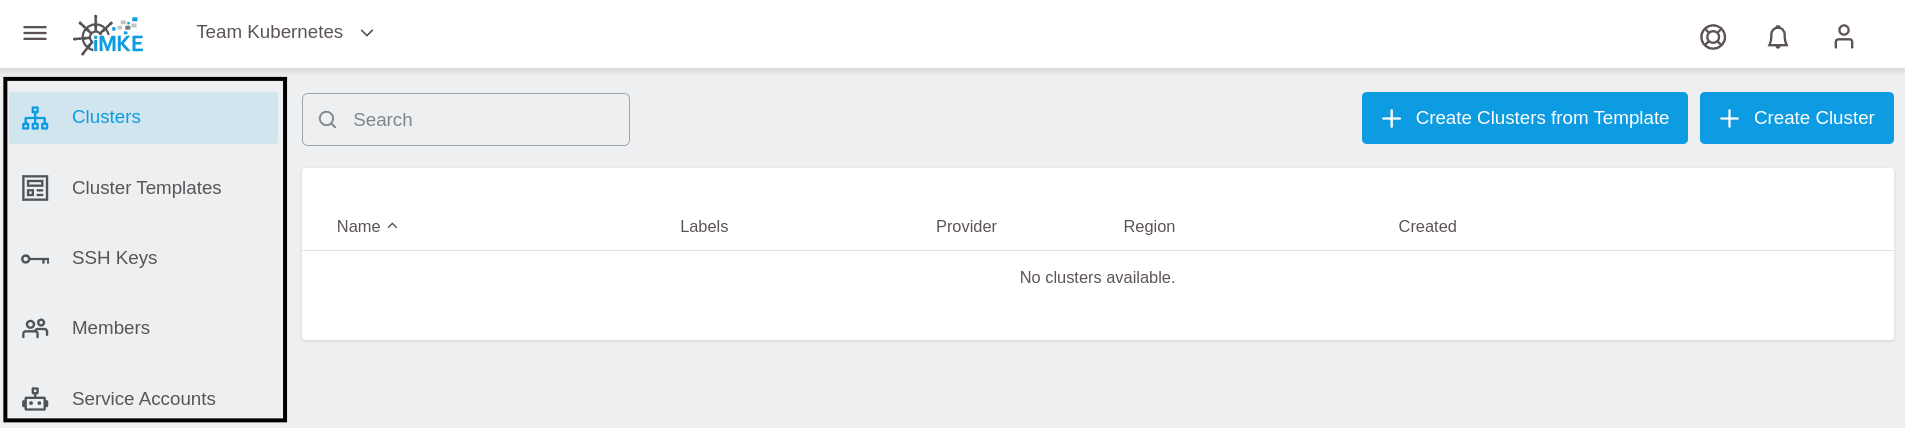 iMKE
Team Kubernetes
Clusters
Cluster Templates
SSH Keys
Members
Service Accounts
Search
Create Clusters from Template
Create Cluster
Name Labels Provider Region Created
No clusters available.